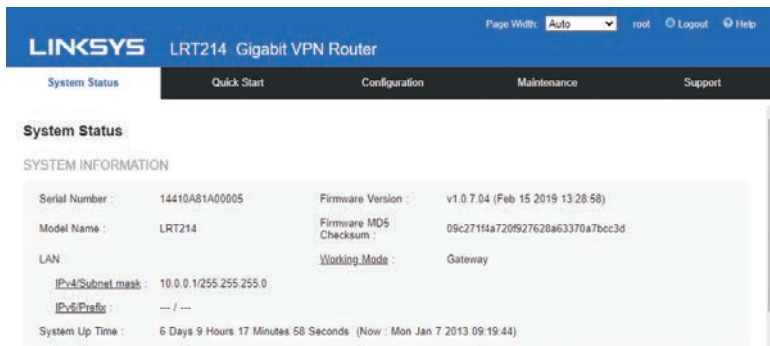 Page Width: Auto root Logout Help
LINKSYS LRT214 Gigabit VPN Router
System Status Quick Start Configuration Maintenance Support
System Status
SYSTEM INFORMATION
Serial Number : 14410A81A00005 Firmware Version : v1.0.7.04 (Feb 15 2019 13:28:58)
Model Name : LRT214 Firmware MD5 Checksum : 09c271f4a720f927628a63370a7bcc3d
LAN Working Mode : Gateway
IPv4/Subnet mask : 10.0.0.1/255.255.255.0
IPv6/Prefix : --- / ---
System Up Time : 6 Days 9 Hours 17 Minutes 58 Seconds (Now : Mon Jan 7 2013 09:19:44)